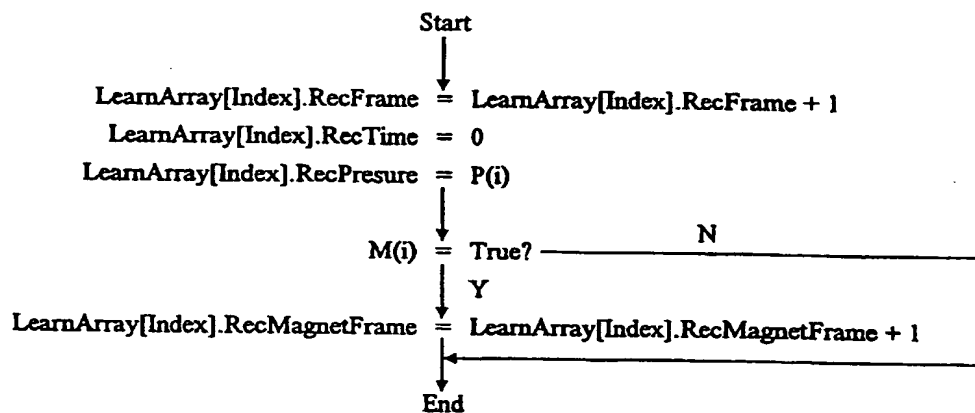 Start
LearnArray[Index].RecFrame = LearnArray[Index].RecFrame + 1
LearnArray[Index].RecTime = 0
LearnArray[Index].RecPresure = P(i)
M(i) = True?
N
Y
LearnArray[Index].RecMagnetFrame = LearnArray[Index].RecMagnetFrame + 1
End